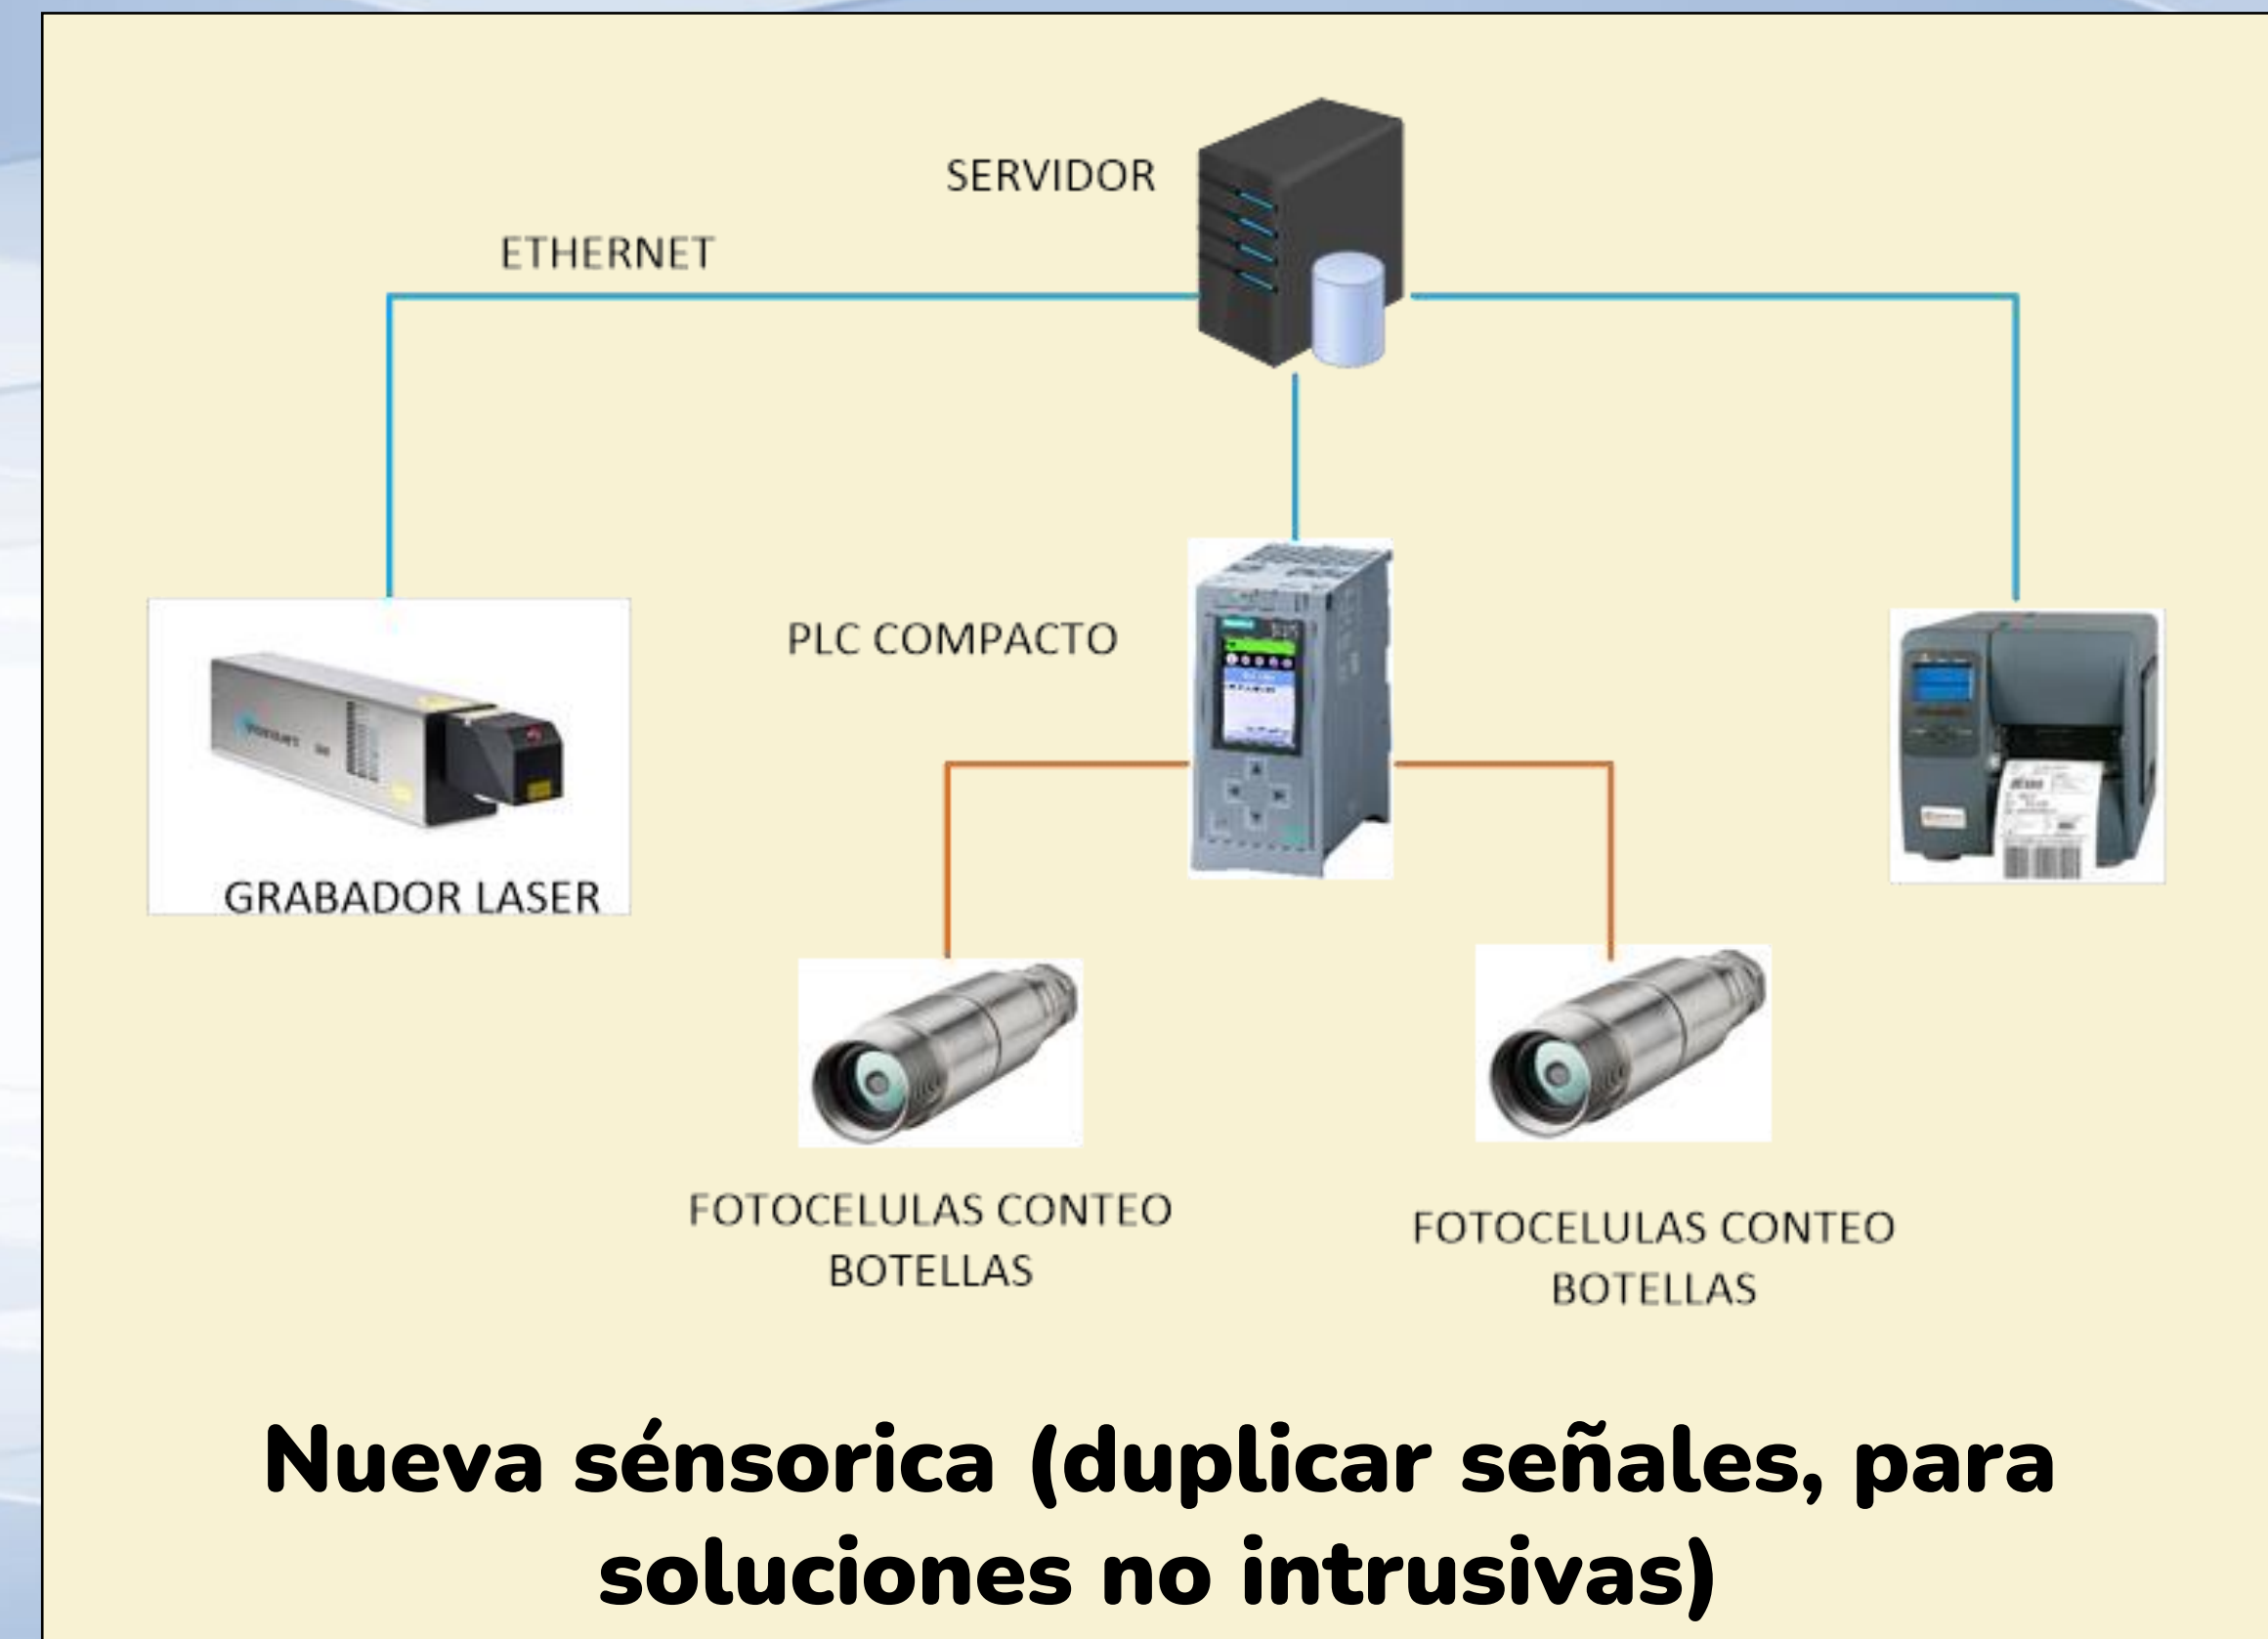 SERVIDOR
ETHERNET
PLC COMPACTO
GRABADOR LASER
FOTOCELULAS CONTEO
BOTELLAS
FOTOCELULAS CONTEO
BOTELLAS
Nueva sénsorica (duplicar señales, para
soluciones no intrusivas)